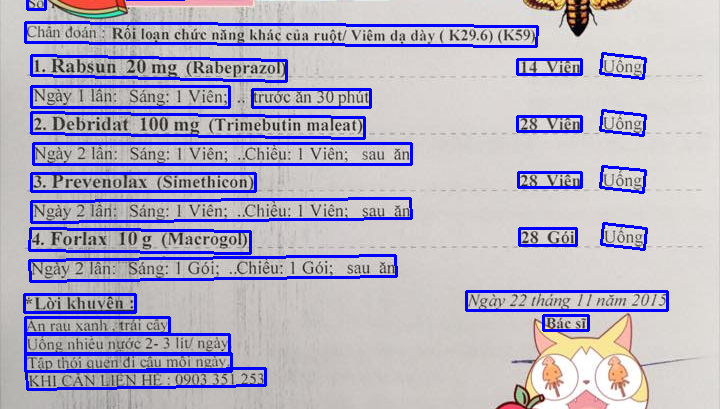 Số :
Chẩn đoán : Rối loạn chức năng khác của ruột/ Viêm dạ dày ( K29.6) (K59)
1. Rabsun 20 mg (Rabeprazol) 14 Viên Uống
Ngày 1 lần: Sáng: 1 Viên; .. trước ăn 30 phút
2. Debridat 100 mg (Trimebutin maleat) 28 Viên Uống
Ngày 2 lần: Sáng: 1 Viên; ..Chiều: 1 Viên; sau ăn
3. Prevenolax (Simethicon) 28 Viên Uống
Ngày 2 lần: Sáng: 1 Viên; ..Chiều: 1 Viên; sau ăn
4. Forlax 10 g (Macrogol) 28 Gói Uống
Ngày 2 lần: Sáng: 1 Gói; ..Chiều: 1 Gói; sau ăn
*Lời khuyên : Ngày 22 tháng 11 năm 2015
Ăn rau xanh , trái cây Bác sĩ
Uống nhiều nước 2- 3 lít/ ngày
Tập thói quen đi cầu mỗi ngày.
KHI CẦN LIÊN HỆ : 0903 351 253